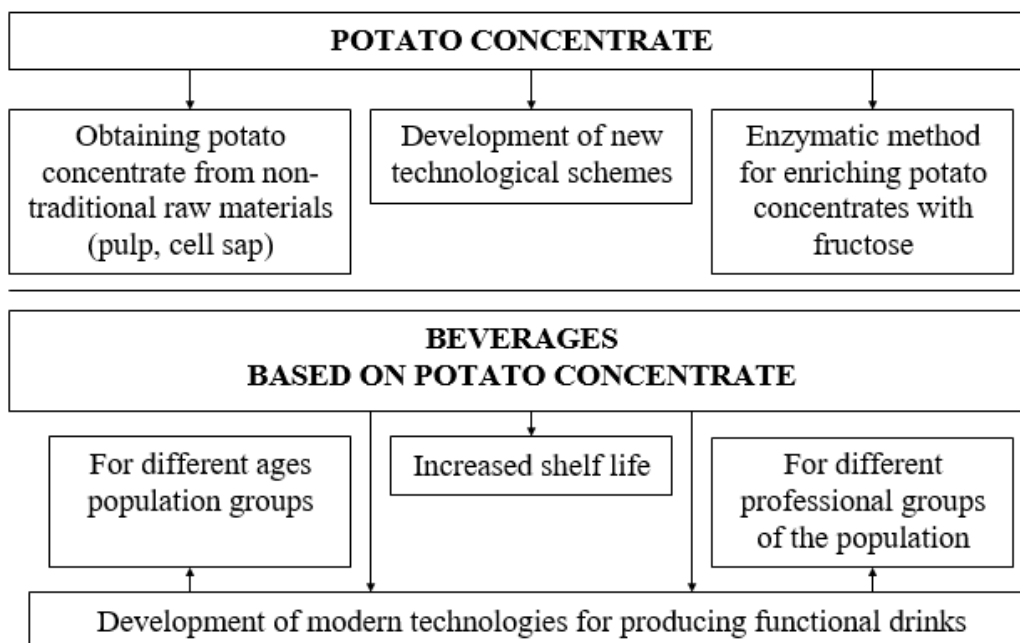 POTATO CONCENTRATE
Obtaining potato
concentrate from non-
traditional raw materials
(pulp, cell sap)
Development of new
technological schemes
Enzymatic method
for enriching potato
concentrates with
fructose
BEVERAGES
BASED ON POTATO CONCENTRATE
For different ages
population groups
Increased shelf life
For different
professional groups
of the population
Development of modern technologies for producing functional drinks